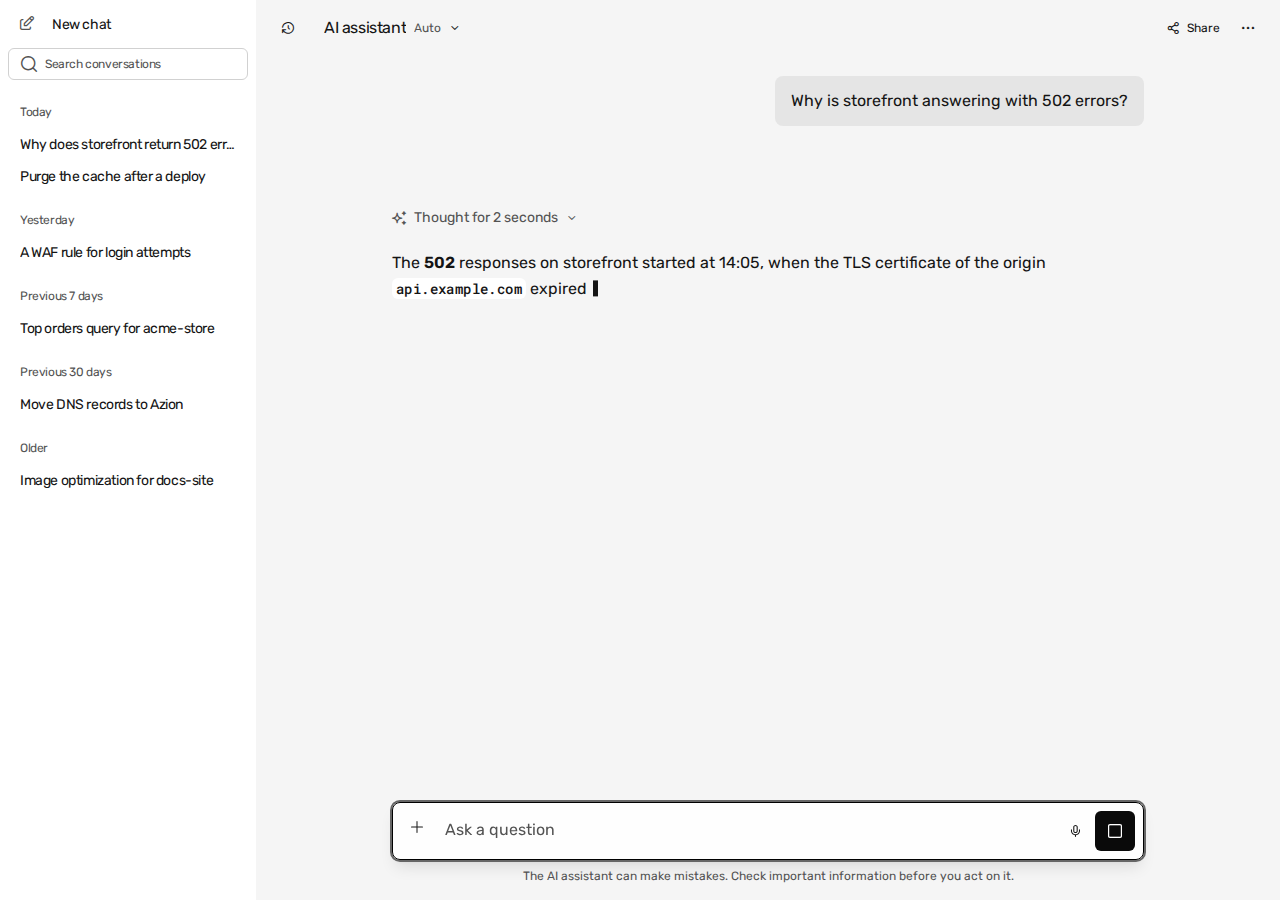 New chat
Search conversations
Today
Why does storefront return 502 err...
Purge the cache after a deploy
Yesterday
A WAF rule for login attempts
Previous 7 days
Top orders query for acme-store
Previous 30 days
Move DNS records to Azion
Older
Image optimization for docs-site
AI assistant Auto
Share
Why is storefront answering with 502 errors?
Thought for 2 seconds
The 502 responses on storefront started at 14:05, when the TLS certificate of the origin
api.example.com expired
Ask a question
The AI assistant can make mistakes. Check important information before you act on it.